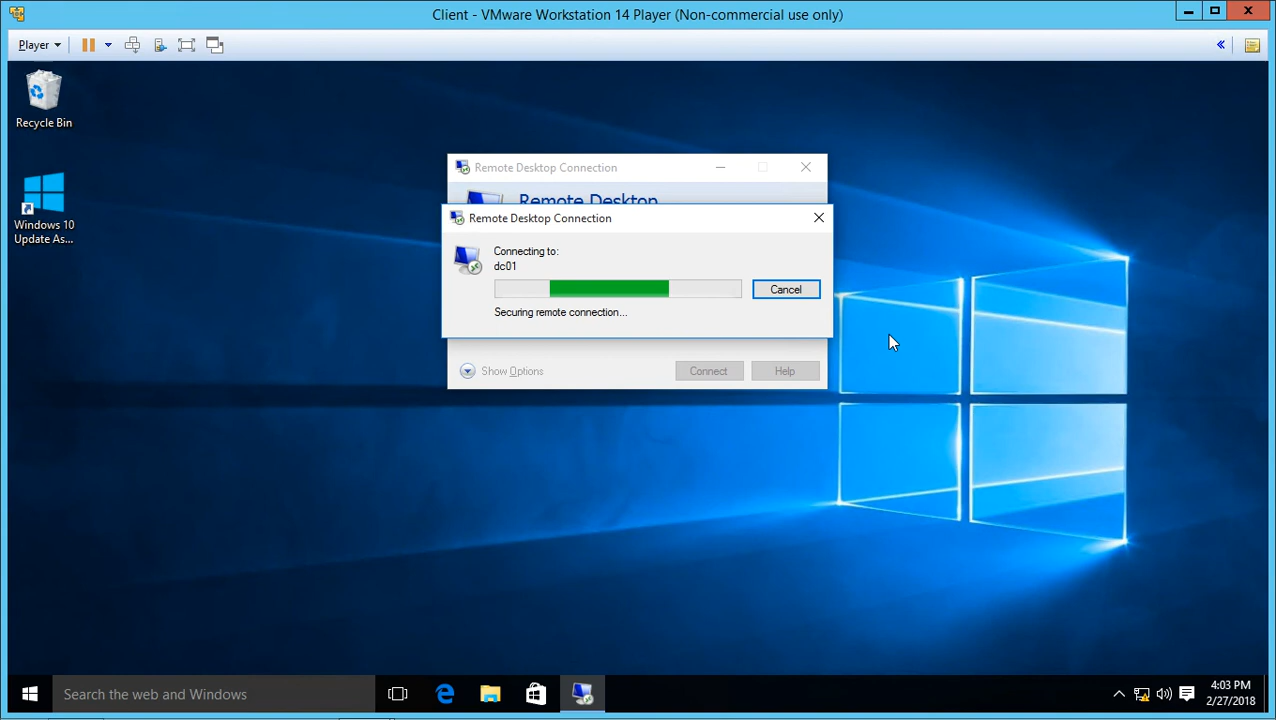 Client - VMware Workstation 14 Player (Non-commercial use only)
Player
Recycle Bin
Windows 10
Update As...
Remote Desktop Connection
Remote Desktop
Remote Desktop Connection
Connecting to:
dc01
Cancel
Securing remote connection...
Show Options
Connect
Help
Search the web and Windows
4:03 PM
2/27/2018